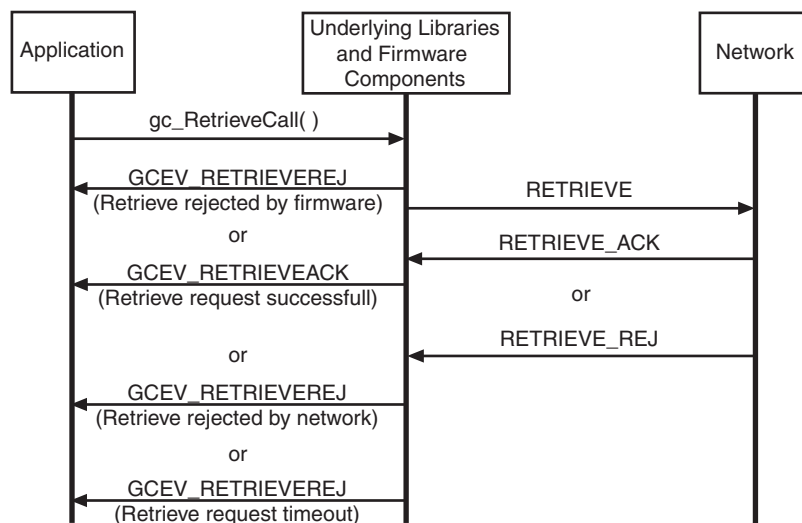 Application
Underlying Libraries
and Firmware
Components
Network
gc_RetrieveCall( )
GCEV_RETRIEVEREJ
(Retrieve rejected by firmware)
RETRIEVE
or
RETRIEVE_ACK
GCEV_RETRIEVEACK
(Retrieve request successfull)
or
RETRIEVE_REJ
or
GCEV_RETRIEVEREJ
(Retrieve rejected by network)
or
GCEV_RETRIEVEREJ
(Retrieve request timeout)